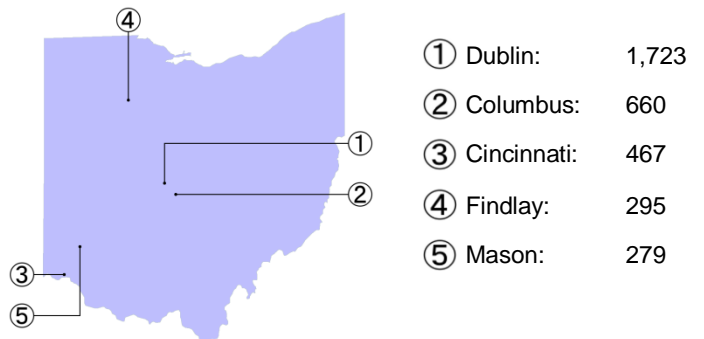 ④
①
②
③
⑤
① Dublin: 1,723
② Columbus: 660
③ Cincinnati: 467
④ Findlay: 295
⑤ Mason: 279